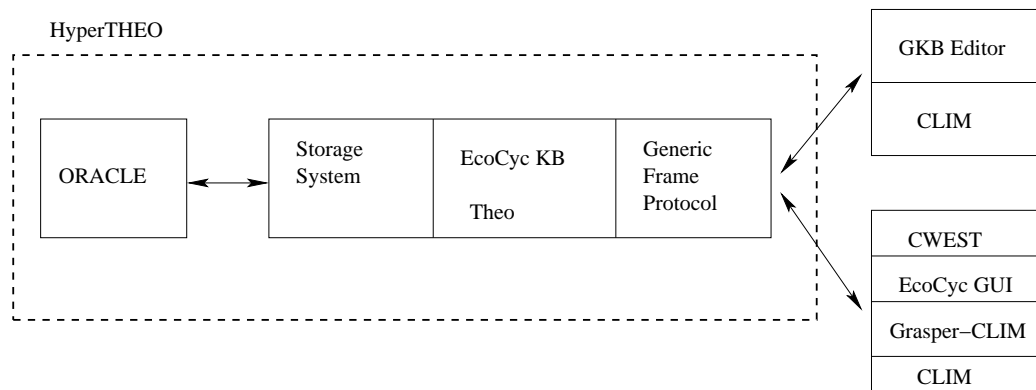 HyperTHEO
ORACLE
Storage
System
EcoCyc KB
Theo
Generic
Frame
Protocol
GKB Editor
CLIM
CWEST
EcoCyc GUI
Grasper−CLIM
CLIM